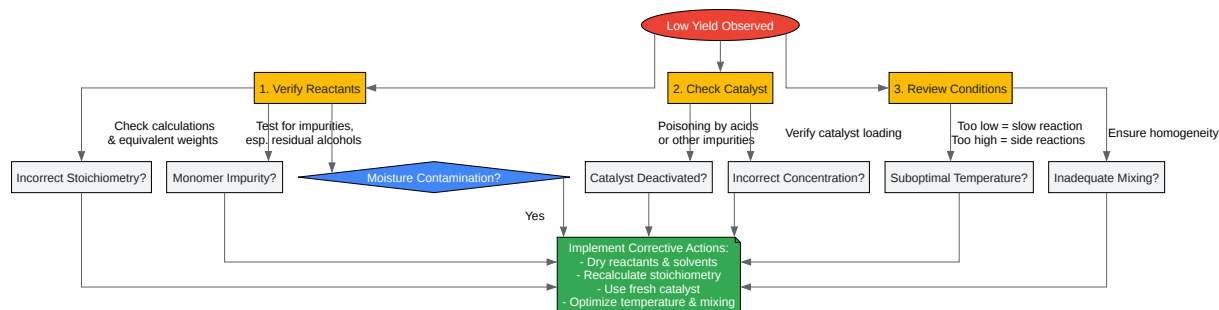 Low Yield Observed
1. Verify Reactants
2. Check Catalyst
3. Review Conditions
Check calculations
& equivalent weights
Test for impurities,
esp. residual alcohols
Poisoning by acids
or other impurities
Verify catalyst loading
Too low = slow reaction
Too high = side reactions
Ensure homogeneity
Incorrect Stoichiometry?
Monomer Impurity?
Moisture Contamination?
Catalyst Deactivated?
Incorrect Concentration?
Suboptimal Temperature?
Inadequate Mixing?
Yes
Implement Corrective Actions:
- Dry reactants & solvents
- Recalculate stoichiometry
- Use fresh catalyst
- Optimize temperature & mixing